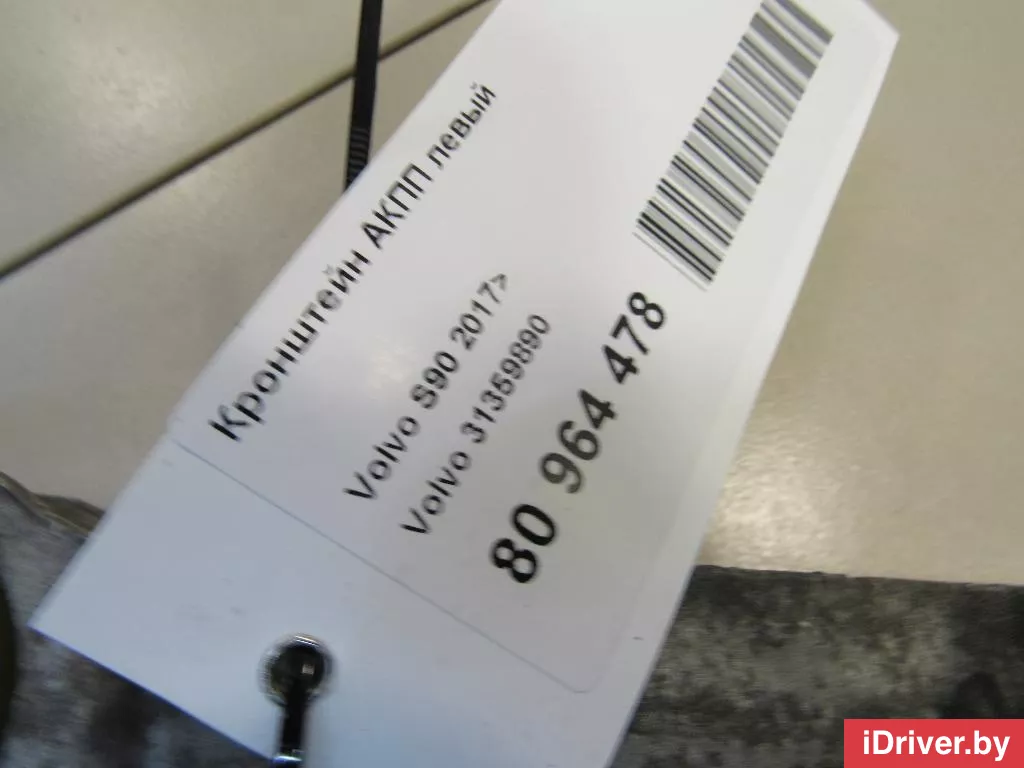 Кронштейн АКПП левый
Volvo S90 2017>
Volvo 31359890
80 964 478
iDriver.by